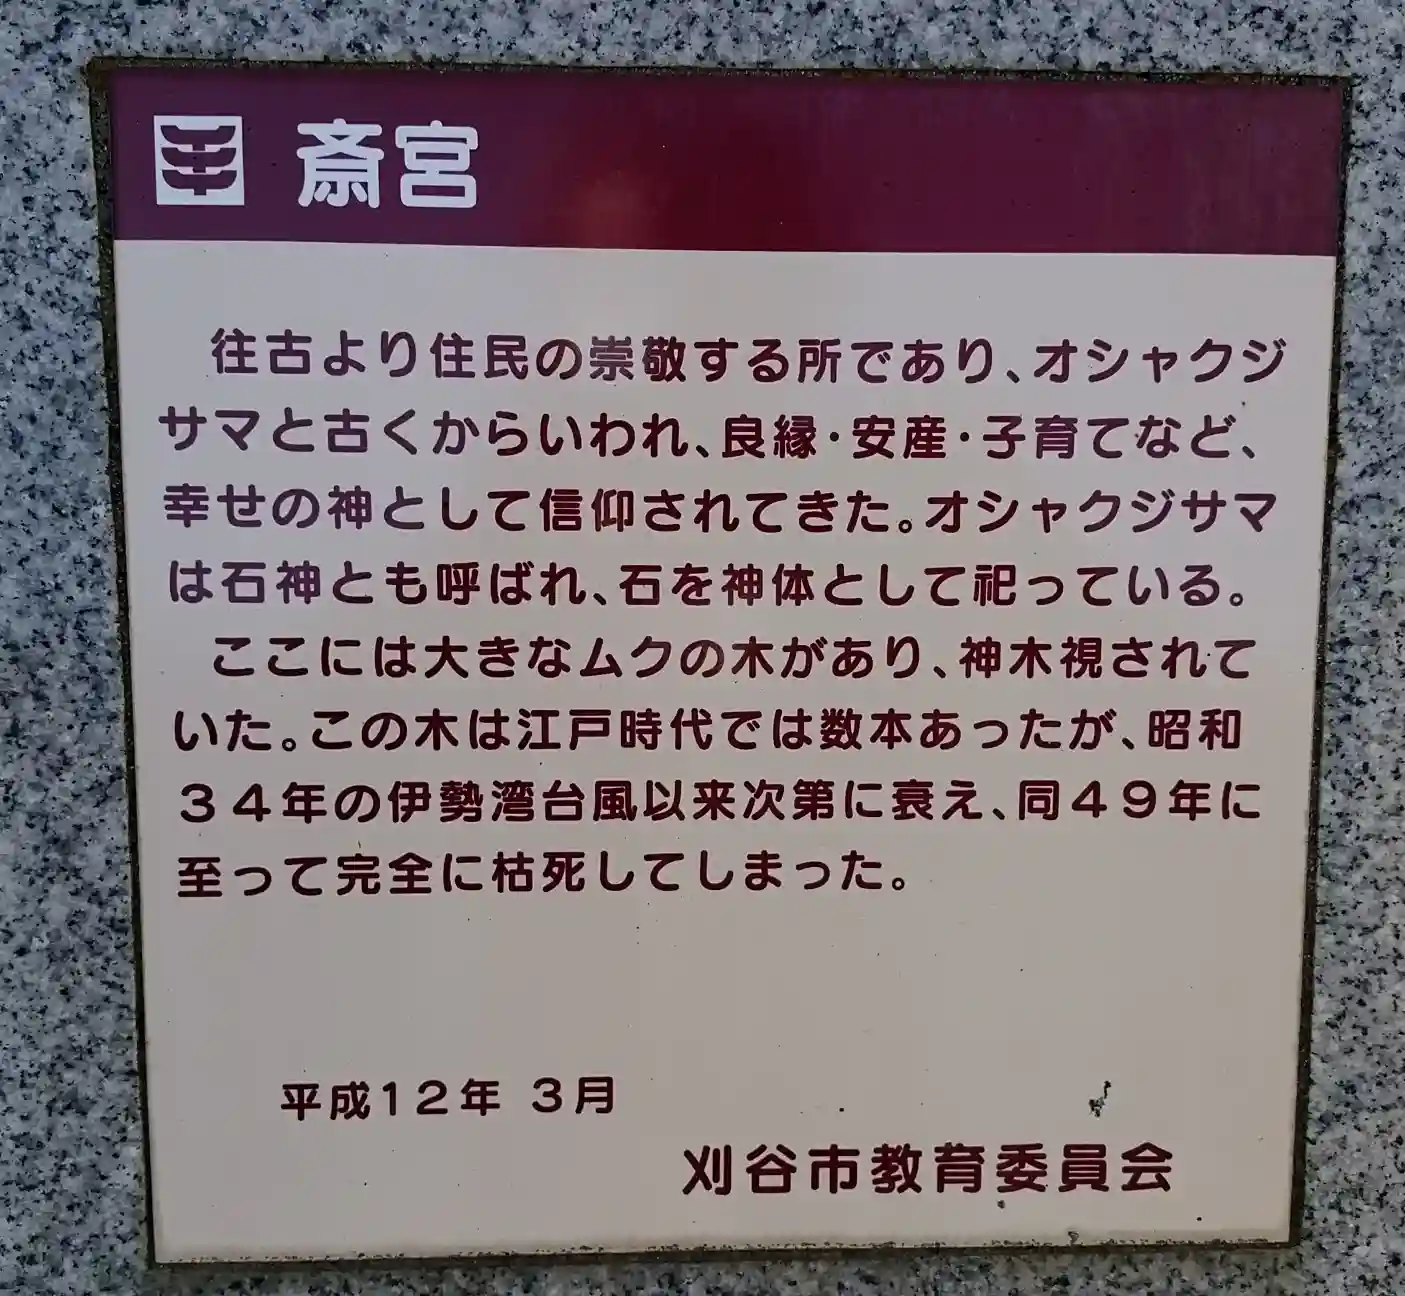 斎宮
往古より住民の崇敬する所であり、オシャクジ
サマと古くからいわれ、良縁・安産・子育てなど、
幸せの神として信仰されてきた。オシャクジサマ
は石神とも呼ばれ、石を神体として祀っている。
ここには大きなムクの木があり、神木視されて
いた。この木は江戸時代では数本あったが、昭和
３４年の伊勢湾台風以来次第に衰え、同４９年に
至って完全に枯死してしまった。
平成12年 ３月
刈谷市教育委員会